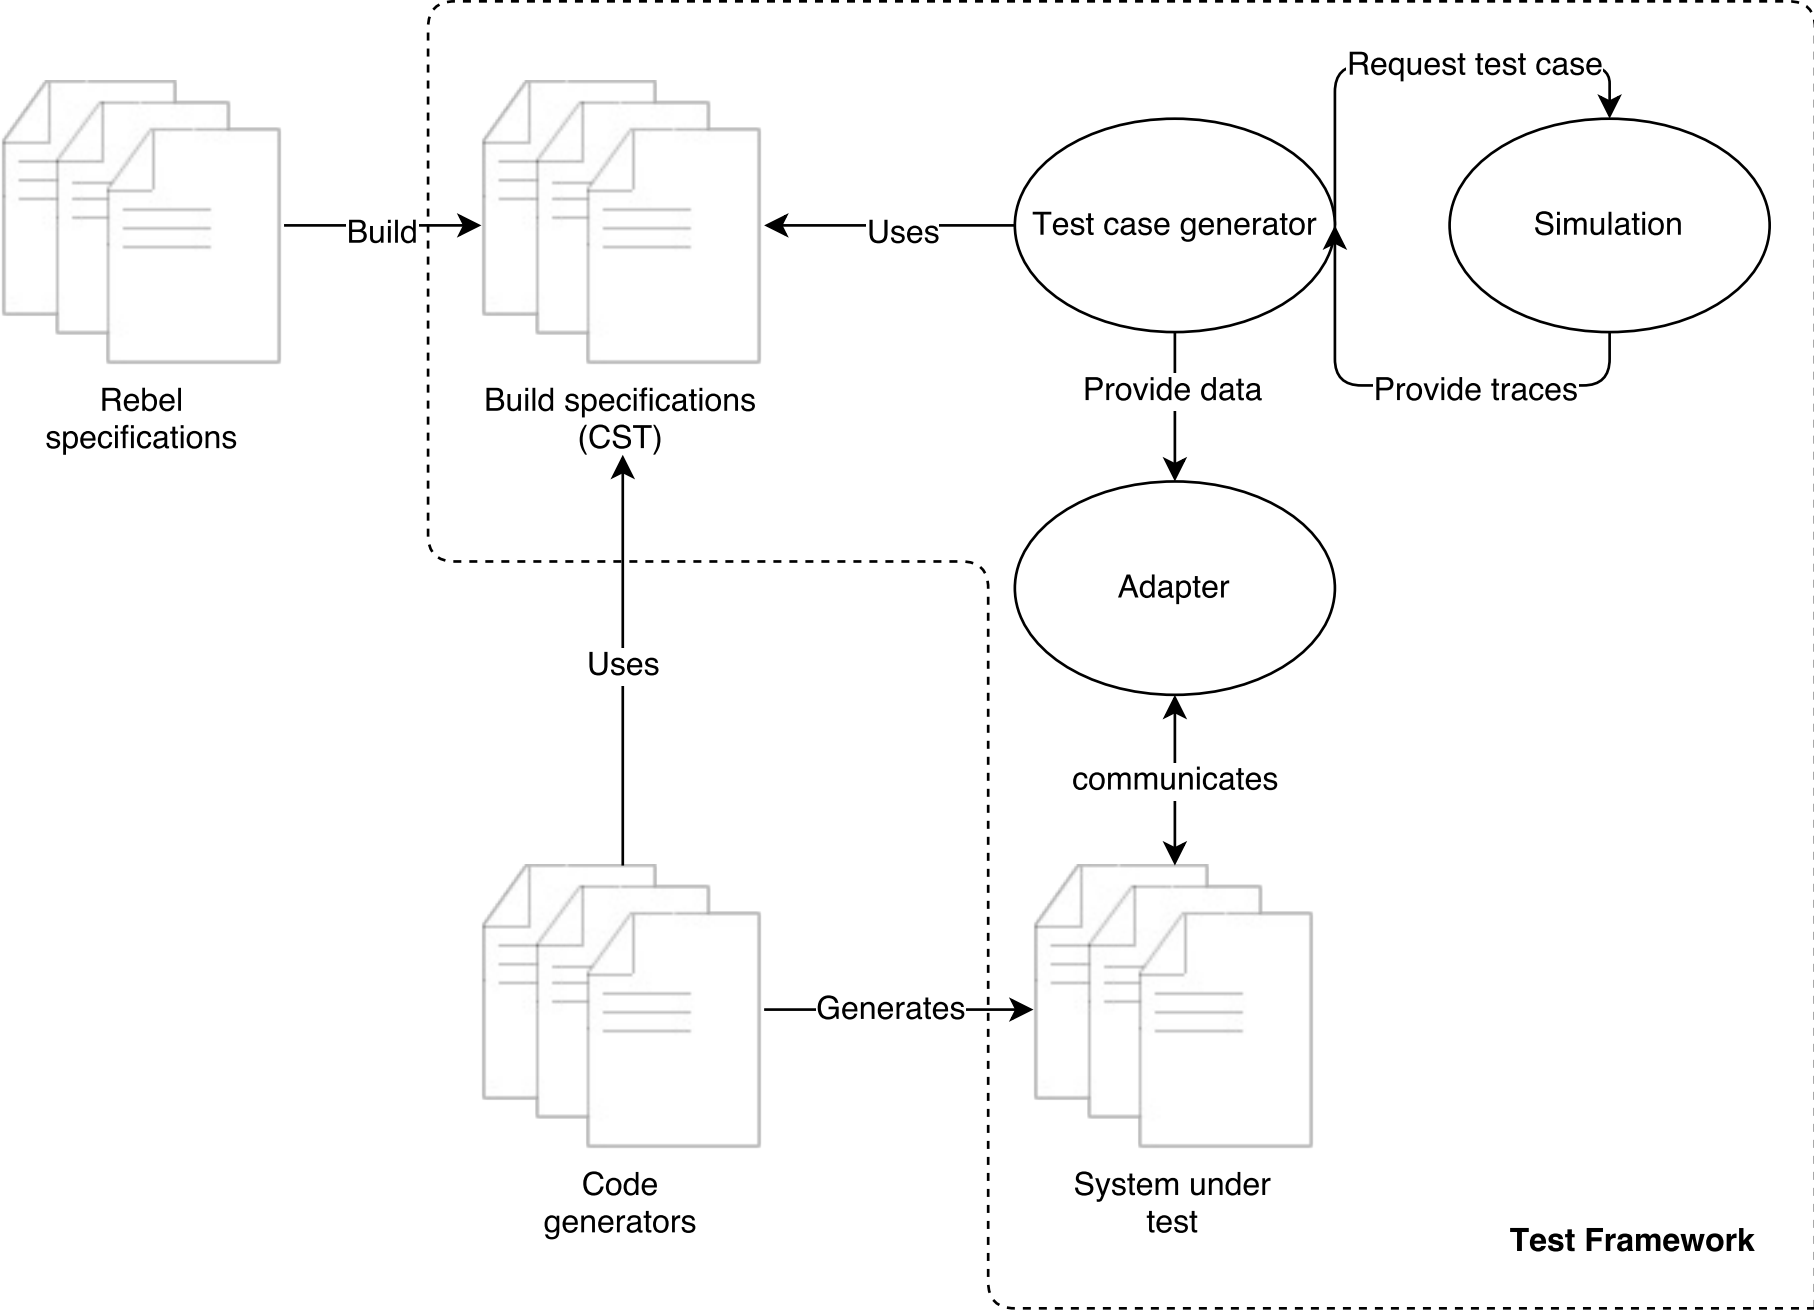 Request test case
Build
Uses
Test case generator
Simulation
Rebel
specifications
Build specifications
(CST)
Provide data
Provide traces
Adapter
Uses
communicates
Generates
Code
generators
System under
test
Test Framework